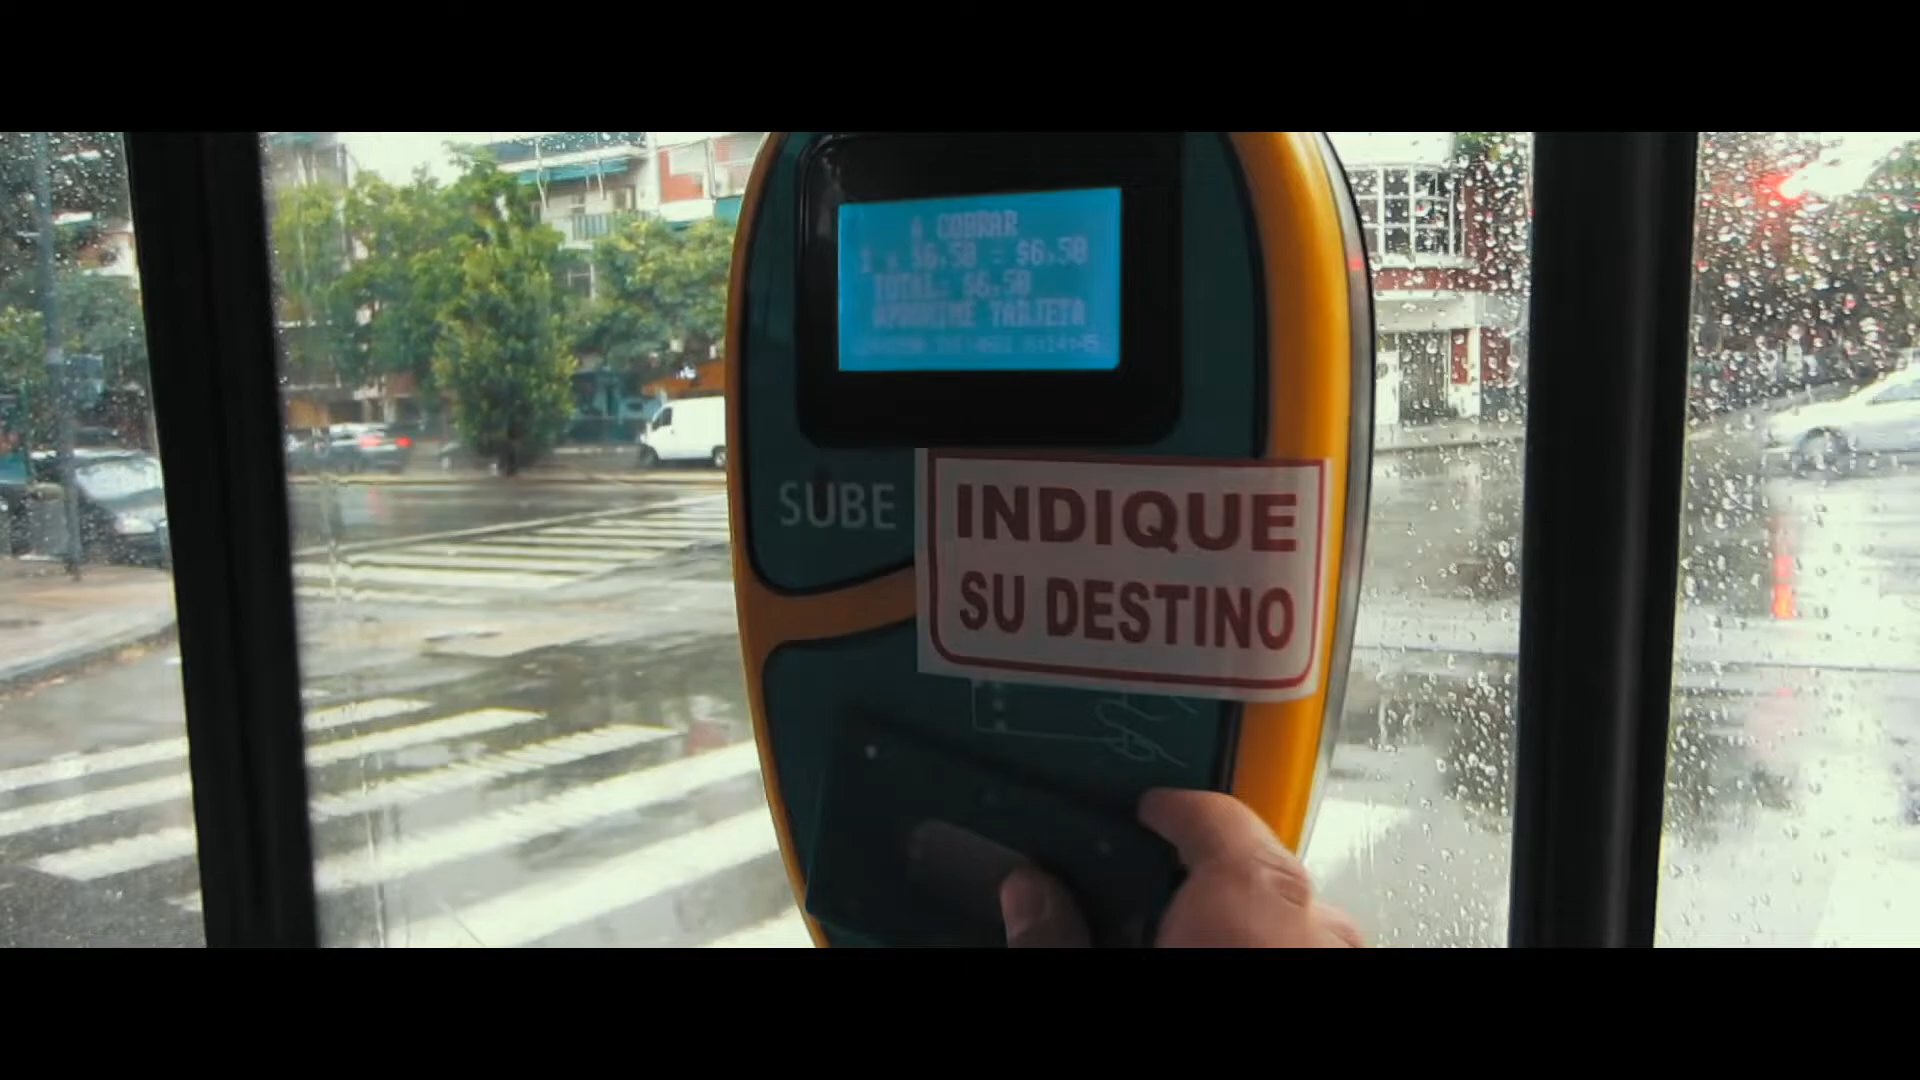 A COBRAR
1 x $6.50 = $6.50
TOTAL: $6.50
APROXIME TARJETA
SUBE
INDIQUE
SU DESTINO